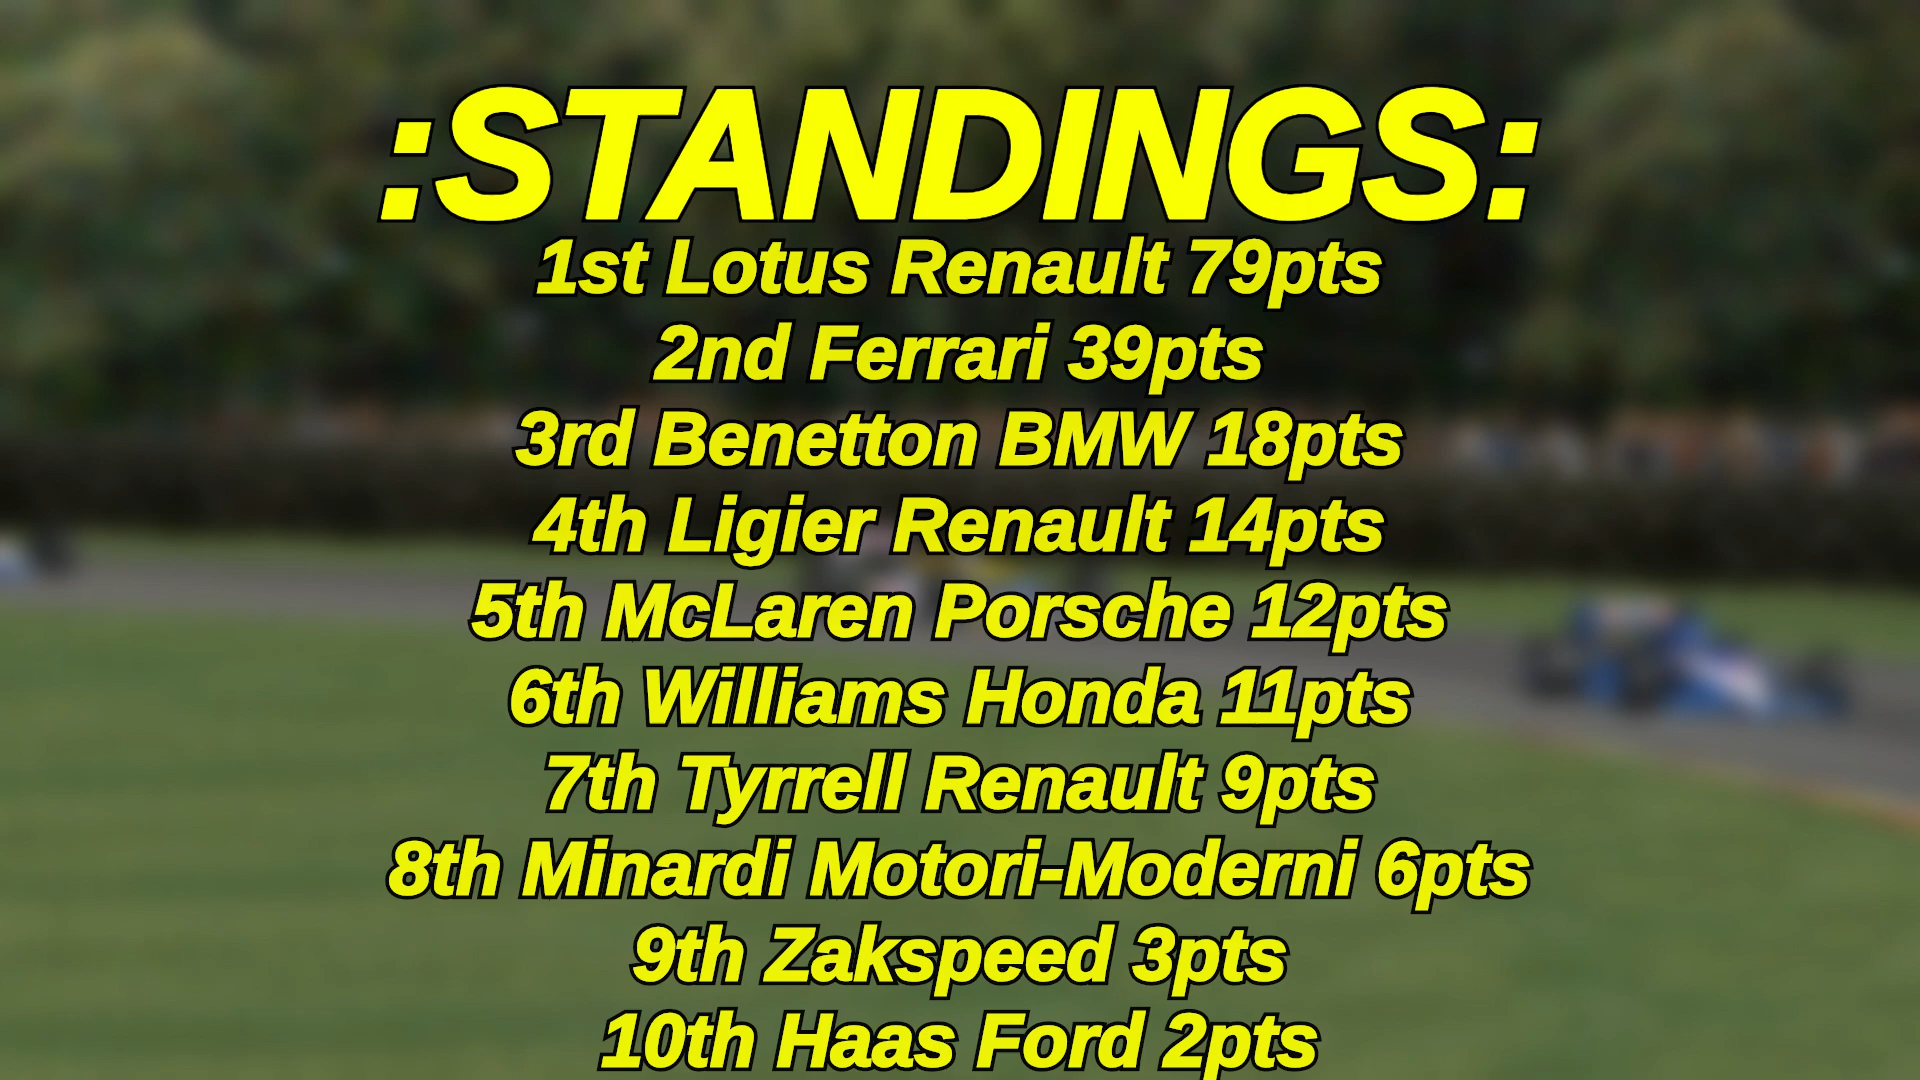 :STANDINGS:
1st Lotus Renault 79pts
2nd Ferrari 39pts
3rd Benetton BMW 18pts
4th Ligier Renault 14pts
5th McLaren Porsche 12pts
6th Williams Honda 11pts
7th Tyrrell Renault 9pts
8th Minardi Motori-Moderni 6pts
9th Zakspeed 3pts
10th Haas Ford 2pts